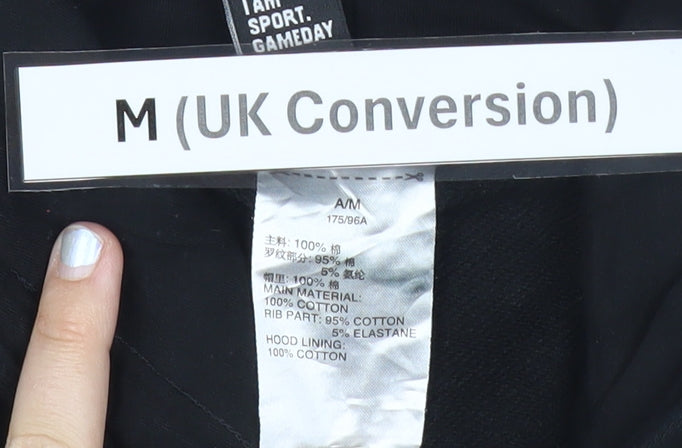 I AM
SPORT.
GAMEDAY
M (UK Conversion)
A/M
175/96A
主料: 100% 棉
罗纹部分: 95% 棉
5% 氨纶
帽里: 100% 棉
MAIN MATERIAL:
100% COTTON
RIB PART: 95% COTTON
5% ELASTANE
HOOD LINING:
100% COTTON